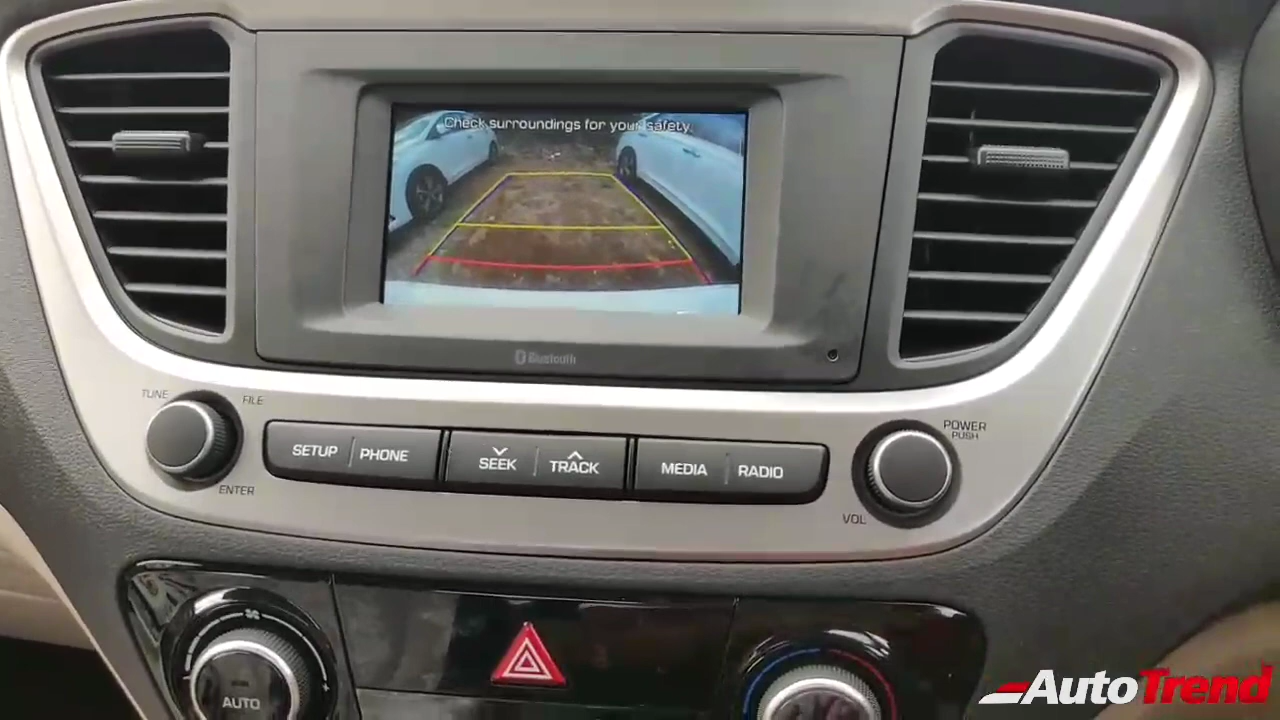 Check surroundings for your safety.
Bluetooth
TUNE
FILE
ENTER
SETUP
PHONE
SEEK
TRACK
MEDIA
RADIO
POWER
PUSH
VOL
AUTO
AutoTrend